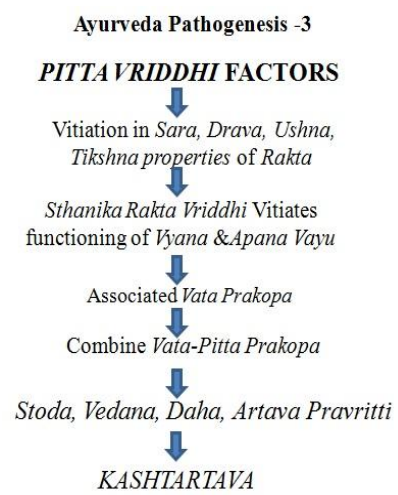 Ayurveda Pathogenesis -3
PITTA VRIDDHI FACTORS
Vitiation in Sara, Drava, Ushna,
Tikshna properties of Rakta
Sthanika Rakta Vriddhi Vitiates
functioning of Vyana &Apana Vayu
Associated Vata Prakopa
Combine Vata-Pitta Prakopa
Stoda, Vedana, Daha, Artava Pravritti
KASHTARTAVA